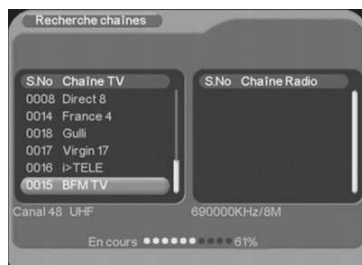 Recherche chaînes
S.No Chaîne TV
0008 Direct 8
0014 France 4
0018 Gulli
0017 Virgin 17
0016 i>TELE
0015 BFM TV
S.No Chaîne Radio
Canal 48 UHF
690000KHz/8M
En cours 61%